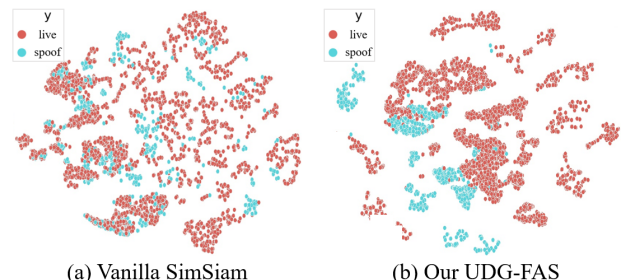 y
live
spoof
y
live
spoof
(a) Vanilla SimSiam
(b) Our UDG-FAS